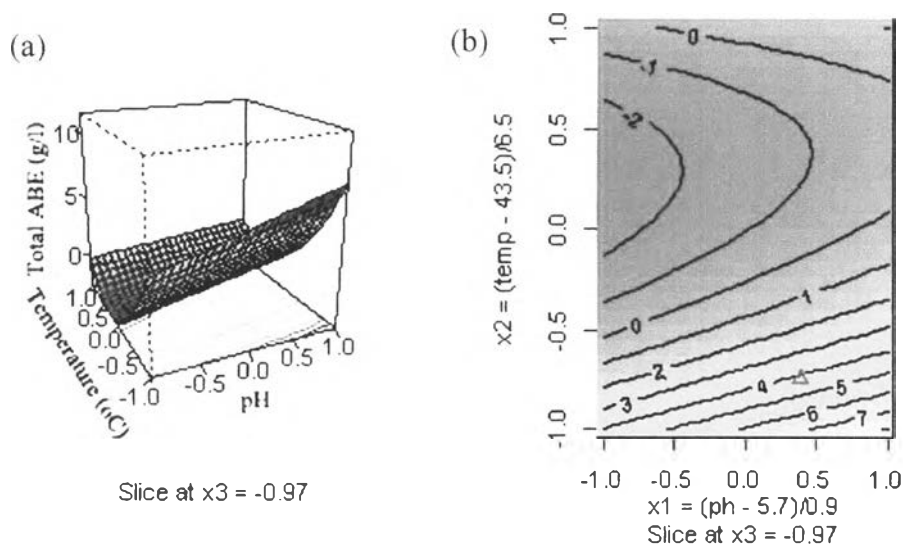 (a)
Total ABE (g/l)
10
5
0
Temperature (oC)
1.0
0.5
0.0
-0.5
-1.0
-0.5
0.0
0.5
1.0
pH
Slice at x3 = -0.97
(b)
x2 = (temp - 43.5)/6.5
1.0
0.5
0.0
-0.5
-1.0
0
-1
-2
0
1
2
3
4
5
6
7
-1.0 -0.5 0.0 0.5 1.0
x1 = (ph - 5.7)/0.9
Slice at x3 = -0.97